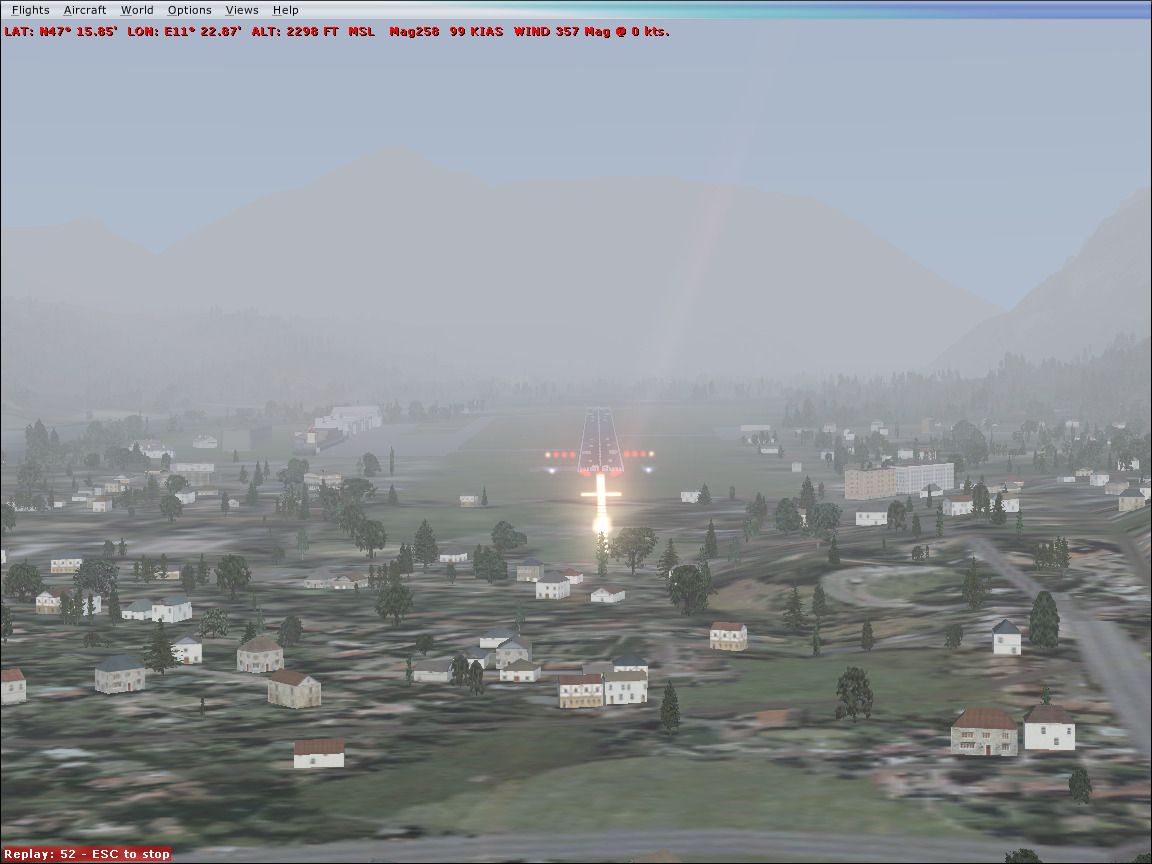 Flights Aircraft World Options Views Help
LAT: N47° 15.85' LON: E11° 22.87' ALT: 2298 FT MSL Mag258 99 KIAS WIND 357 Mag @ 0 kts.
Replay: 52 - ESC to stop